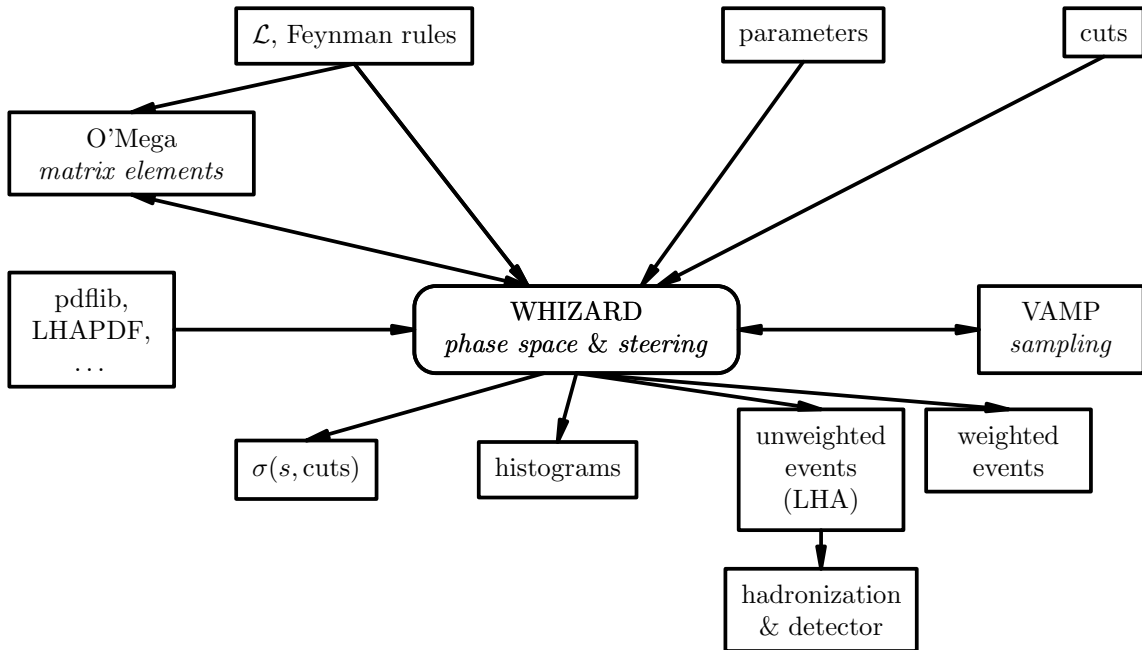 ℒ, Feynman rules
parameters
cuts
O'Mega
matrix elements
pdflib,
LHAPDF,
...
WHIZARD
phase space & steering
VAMP
sampling
σ(s, cuts)
histograms
unweighted
events
(LHA)
weighted
events
hadronization
& detector